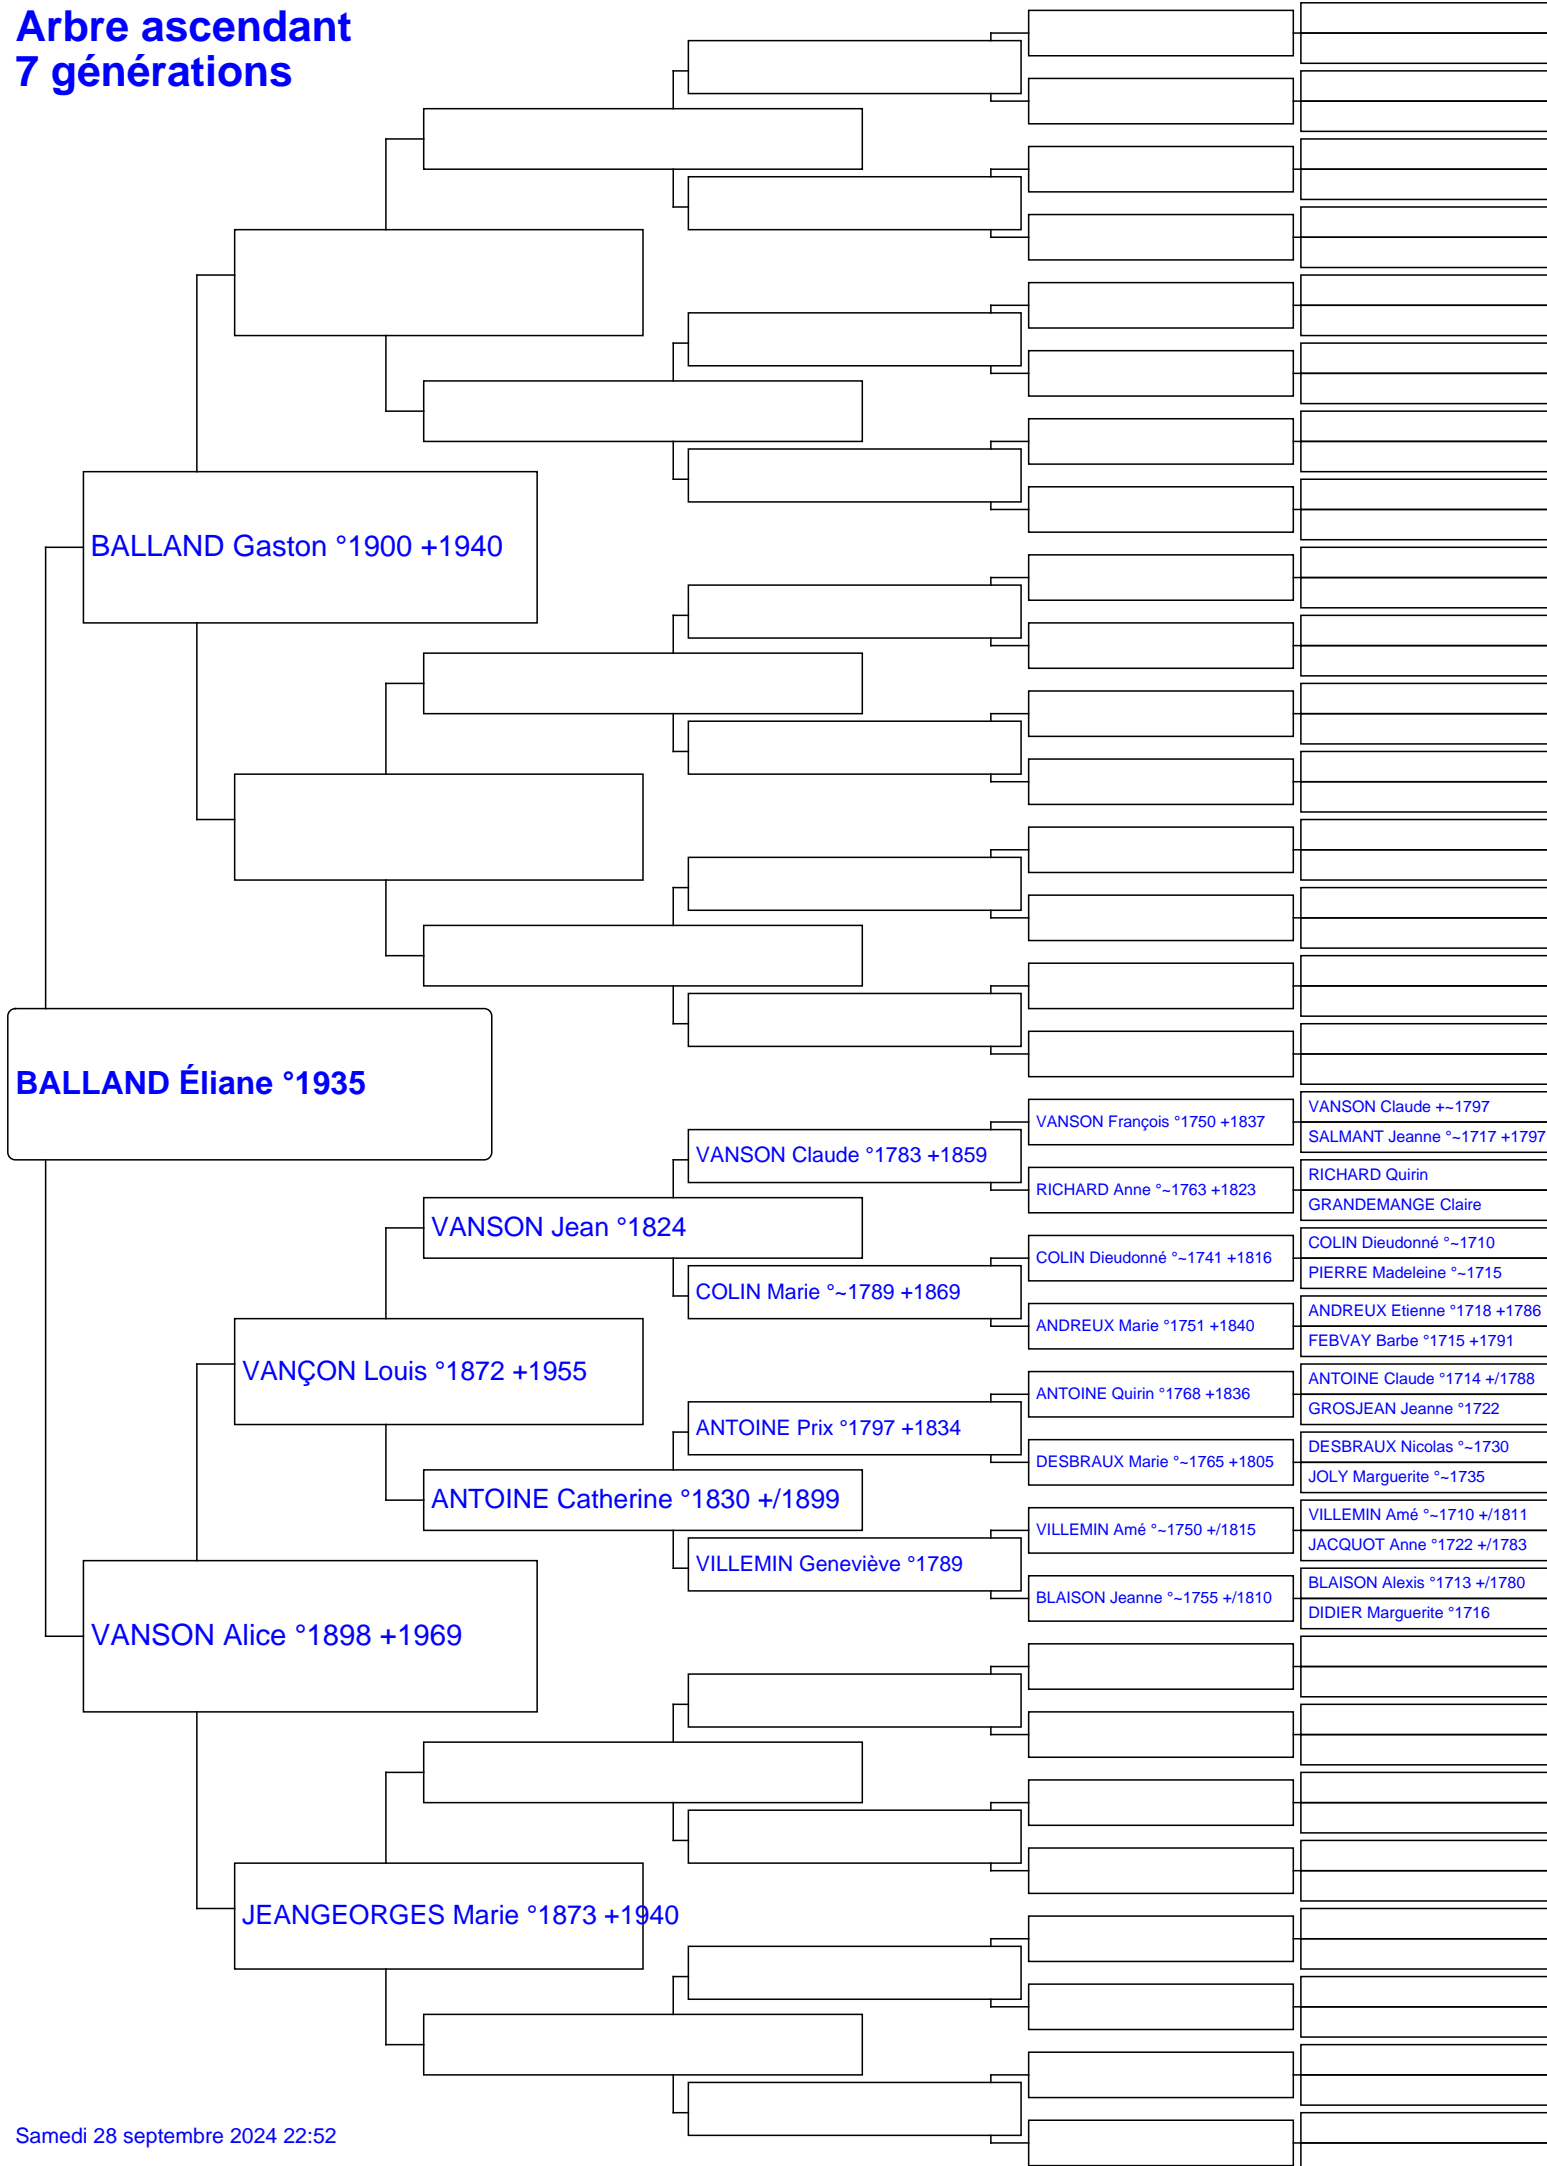 Arbre ascendant
7 générations
BALLAND Gaston °1900 +1940
BALLAND Éliane °1935
VANSON Claude +~1797
VANSON François °1750 +1837
SALMANT Jeanne °~1717 +1797
VANSON Claude °1783 +1859
RICHARD Quirin
RICHARD Anne °~1763 +1823
GRANDEMANGE Claire
VANSON Jean °1824
COLIN Dieudonné °~1710
COLIN Dieudonné °~1741 +1816
PIERRE Madeleine °~1715
COLIN Marie °~1789 +1869
ANDREUX Etienne °1718 +1786
ANDREUX Marie °1751 +1840
FEBVAY Barbe °1715 +1791
VANÇON Louis °1872 +1955
ANTOINE Claude °1714 +/1788
ANTOINE Quirin °1768 +1836
GROSJEAN Jeanne °1722
ANTOINE Prix °1797 +1834
DESBRAUX Nicolas °~1730
DESBRAUX Marie °~1765 +1805
JOLY Marguerite °~1735
ANTOINE Catherine °1830 +/1899
VILLEMIN Amé °~1710 +/1811
VILLEMIN Amé °~1750 +/1815
JACQUOT Anne °1722 +/1783
VILLEMIN Geneviève °1789
BLAISON Alexis °1713 +/1780
BLAISON Jeanne °~1755 +/1810
DIDIER Marguerite °1716
VANSON Alice °1898 +1969
JEANGEORGES Marie °1873 +1940
Samedi 28 septembre 2024 22:52